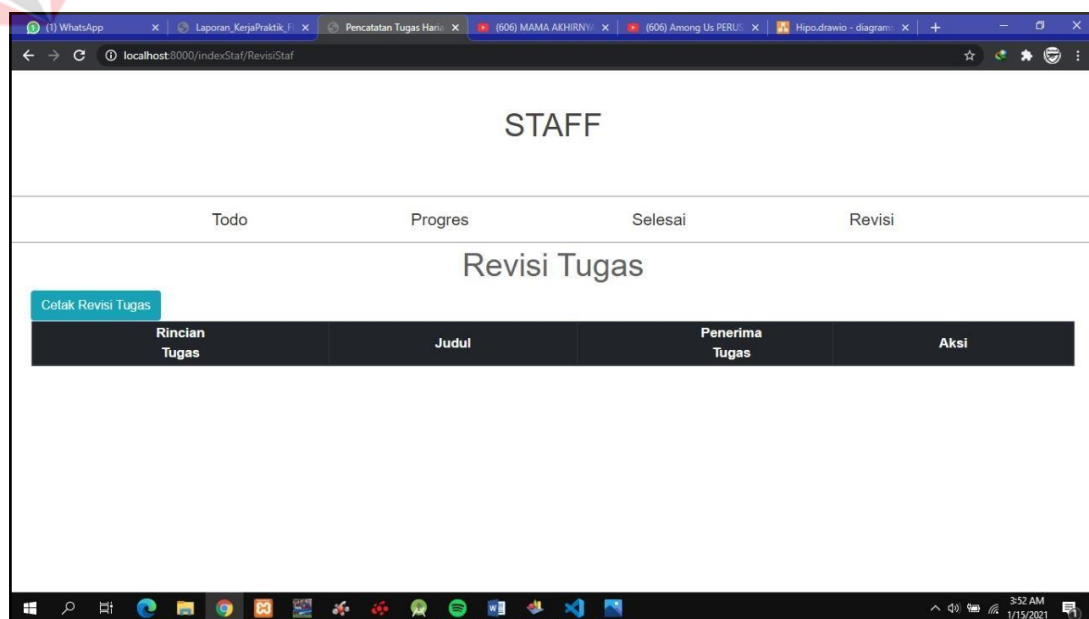 (1) WhatsApp
Laporan_KerjaPraktik_F
Pencatatan Tugas Haria
(606) MAMA AKHIRNY
(606) Among Us PERUS
Hipo.drawio - diagrams
localhost:8000/indexStaf/RevisiStaf
STAFF
Todo Progres Selesai Revisi
Revisi Tugas
Cetak Revisi Tugas
Rincian Tugas Judul Penerima Tugas Aksi
3:52 AM
1/15/2021